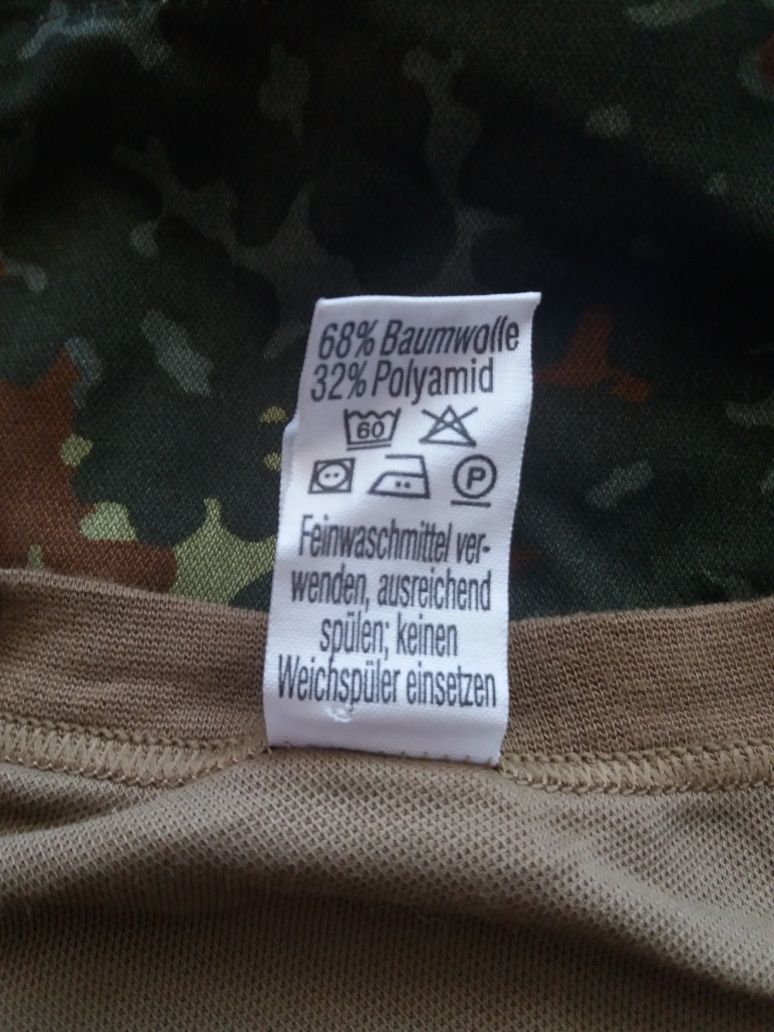 68% Baumwolle
32% Polyamid
60
P
Feinwaschmittel ver-
wenden, ausreichend
spülen; keinen
Weichspüler einsetzen